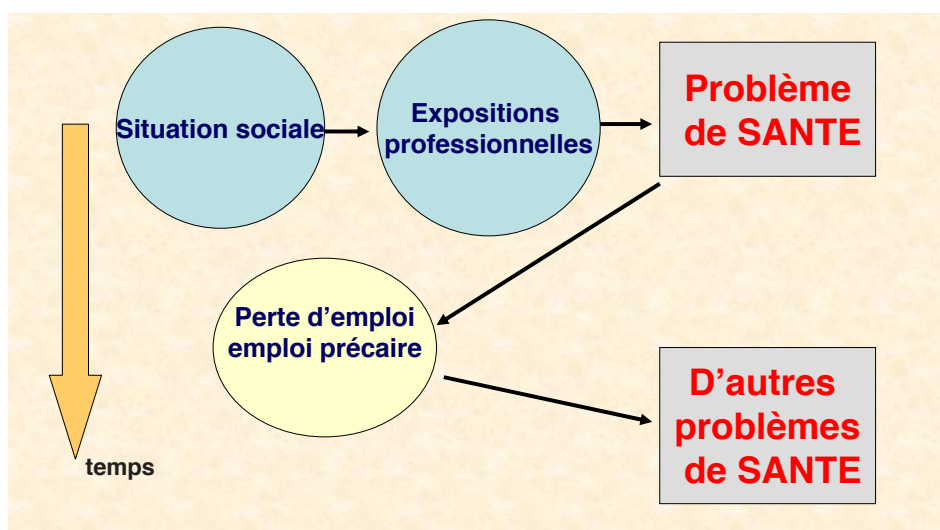 Situation sociale
Expositions
professionnelles
Problème
de SANTE
Perte d’emploi
emploi précaire
D’autres
problèmes
de SANTE
temps